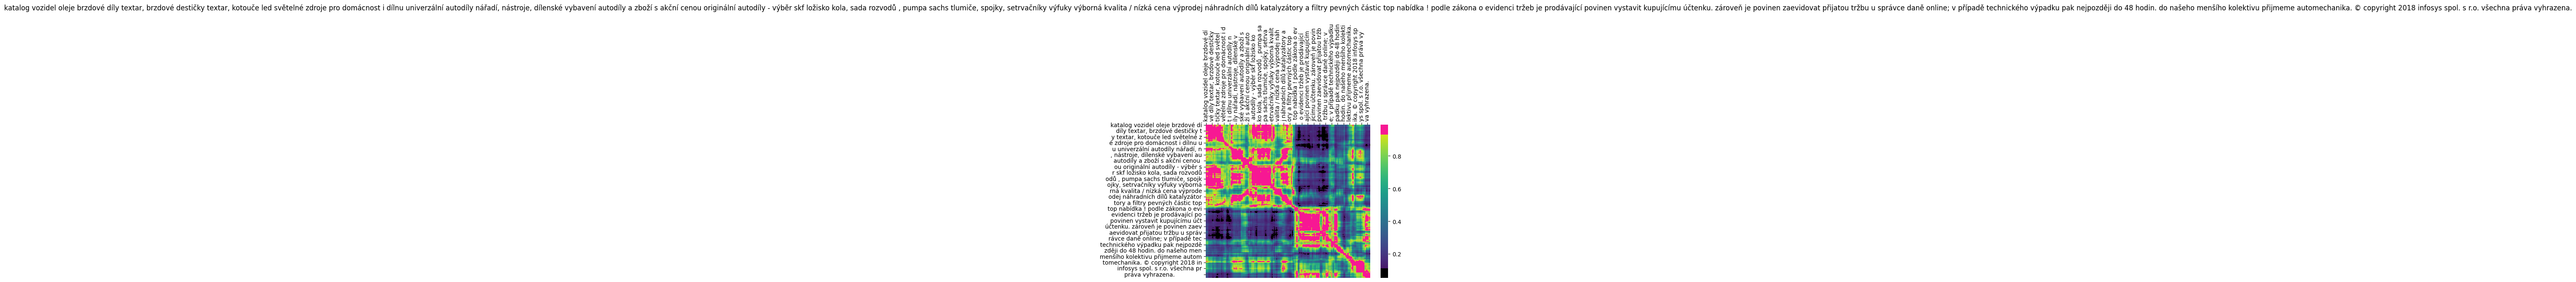 katalog vozidel oleje brzdové díly textar, brzdové destičky textar, kotouče led světelné zdroje pro domácnost i dílnu univerzální autodíly nářadí, nástroje, dílenské vybavení autodíly a zboží s akční cenou originální autodíly - výběr skf ložisko kola, sada rozvodů , pumpa sachs tlumiče, spojky, setrvačníky výfuky výborná kvalita / nízká cena výprodej náhradních dílů katalyzátory a filtry pevných částic top nabídka ! podle zákona o evidenci tržeb je prodávající povinen vystavit kupujícímu účtenku. zároveň je povinen zaevidovat přijatou tržbu u správce daně online; v případě technického výpadku pak nejpozději do 48 hodin. do našeho menšího kolektivu přijmeme automechanika. © copyright 2018 infosys spol. s r.o. všechna práva vyhrazena.
katalog vozidel oleje brzdové dí
díly textar, brzdové destičky t
y textar, kotouče led světelné z
é zdroje pro domácnost i dílnu u
u univerzální autodíly nářadí, n
, nástroje, dílenské vybavení au
autodíly a zboží s akční cenou
ou originální autodíly - výběr s
r skf ložisko kola, sada rozvodů
odů , pumpa sachs tlumiče, spojk
ojky, setrvačníky výfuky výborná
rná kvalita / nízká cena výprode
odej náhradních dílů katalyzátor
tory a filtry pevných částic top
top nabídka ! podle zákona o evi
evidenci tržeb je prodávající po
povinen vystavit kupujícímu účt
účtenku. zároveň je povinen zaev
aevidovat přijatou tržbu u správ
rávce daně online; v případě tec
technického výpadku pak nejpozdě
zději do 48 hodin. do našeho men
menšího kolektivu přijmeme autom
tomechanika. © copyright 2018 in
infosys spol. s r.o. všechna pr
práva vyhrazena.
0.8
0.6
0.4
0.2